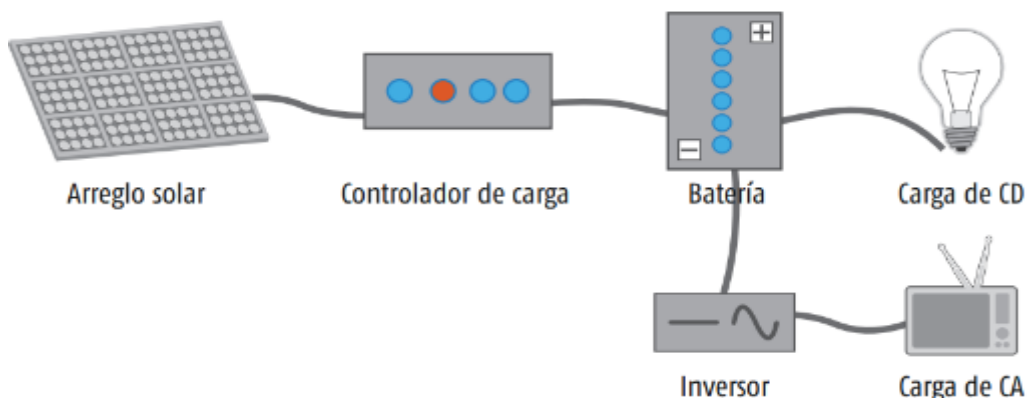 +
−
Arreglo solar
Controlador de carga
Batería
Carga de CD
Inversor
Carga de CA